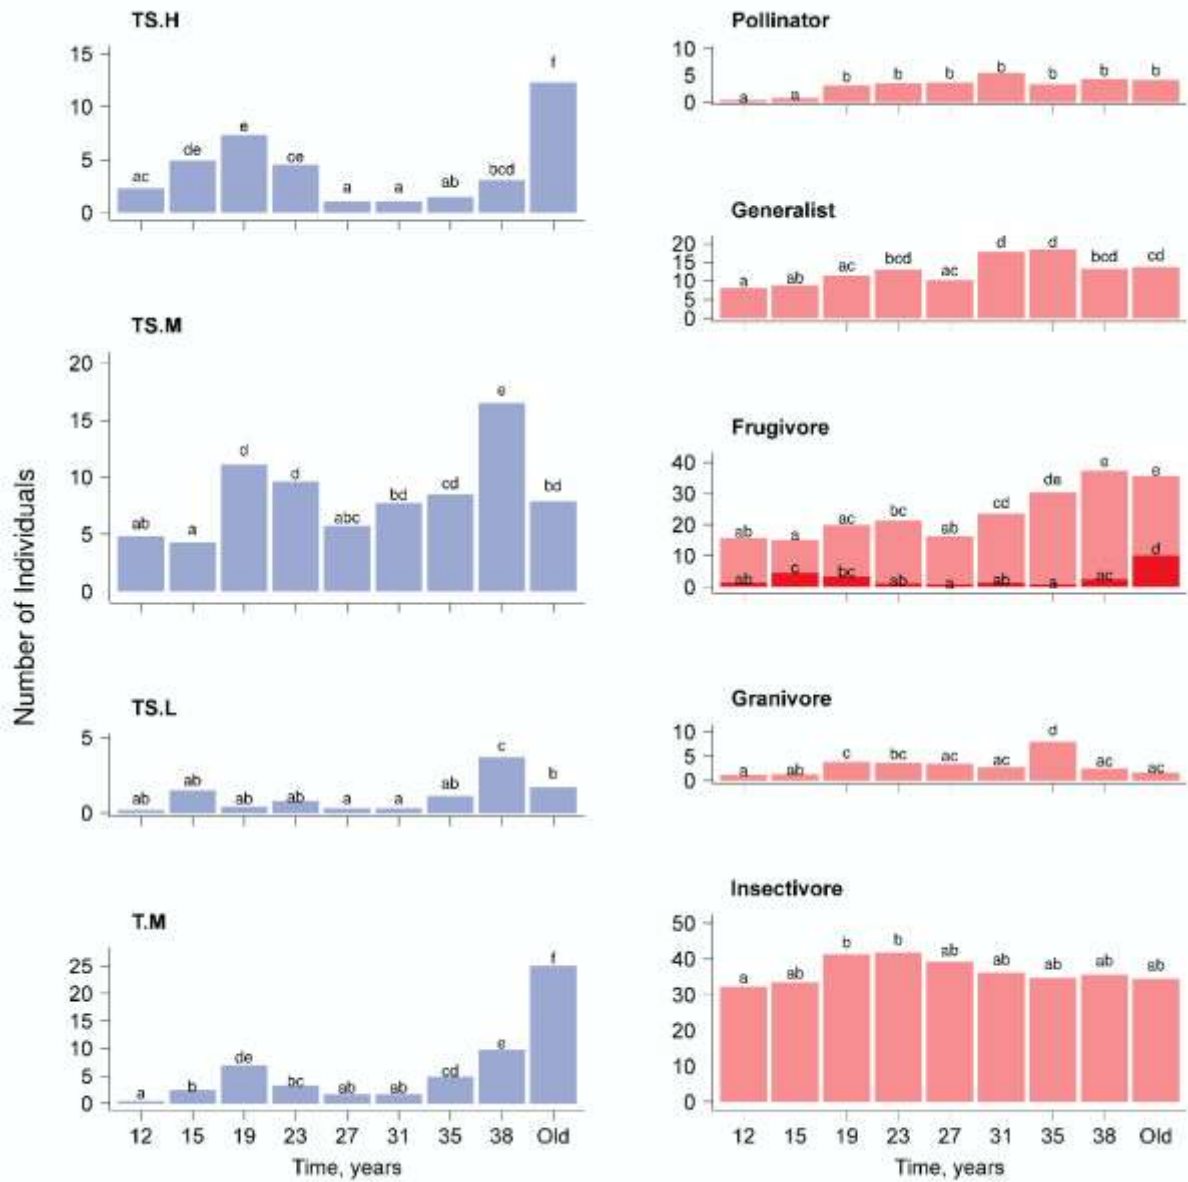 TS.H
15
10
5
0
ac de e ce a a ab bcd f
TS.M
20
15
10
5
0
ab a d d abc bd cd e bd
TS.L
5
0
ab ab ab ab a a ab c b
T.M
25
20
15
10
5
0
a b de bc ab ab cd e f
12 15 19 23 27 31 35 38 Old
Time, years
Number of Individuals
Pollinator
10
5
0
a a b b b b b b b
Generalist
20
15
10
5
0
a ab ac bcd ac d d bcd cd
Frugivore
40
30
20
10
0
ab a ac bc ab cd de e e
ab c bc ab a ab a ac d
Granivore
10
5
0
a ab c bc ac ac d ac ac
Insectivore
50
40
30
20
10
0
a ab b b ab ab ab ab ab
12 15 19 23 27 31 35 38 Old
Time, years